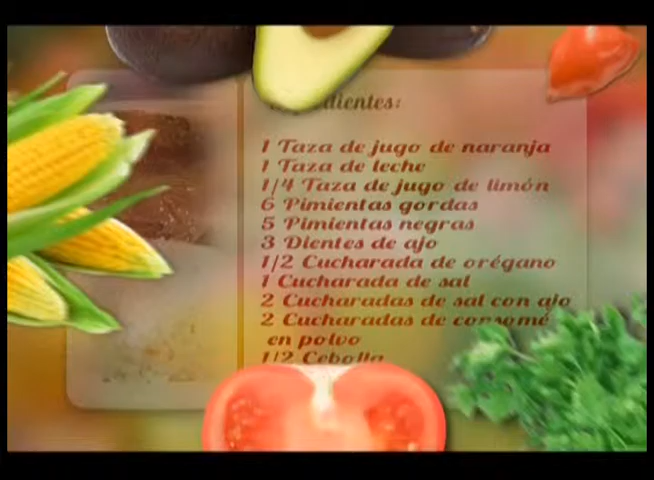 1 Taza de jugo de naranja
1 Taza de leche
1/4 Taza de jugo de limón
6 Pimientas gordas
5 Pimientas negras
3 Dientes de ajo
1/2 Cucharada de orégano
1 Cucharada de sal
2 Cucharadas de sal con ajo
2 Cucharadas de consomé
en polvo
1/2 Cebolla